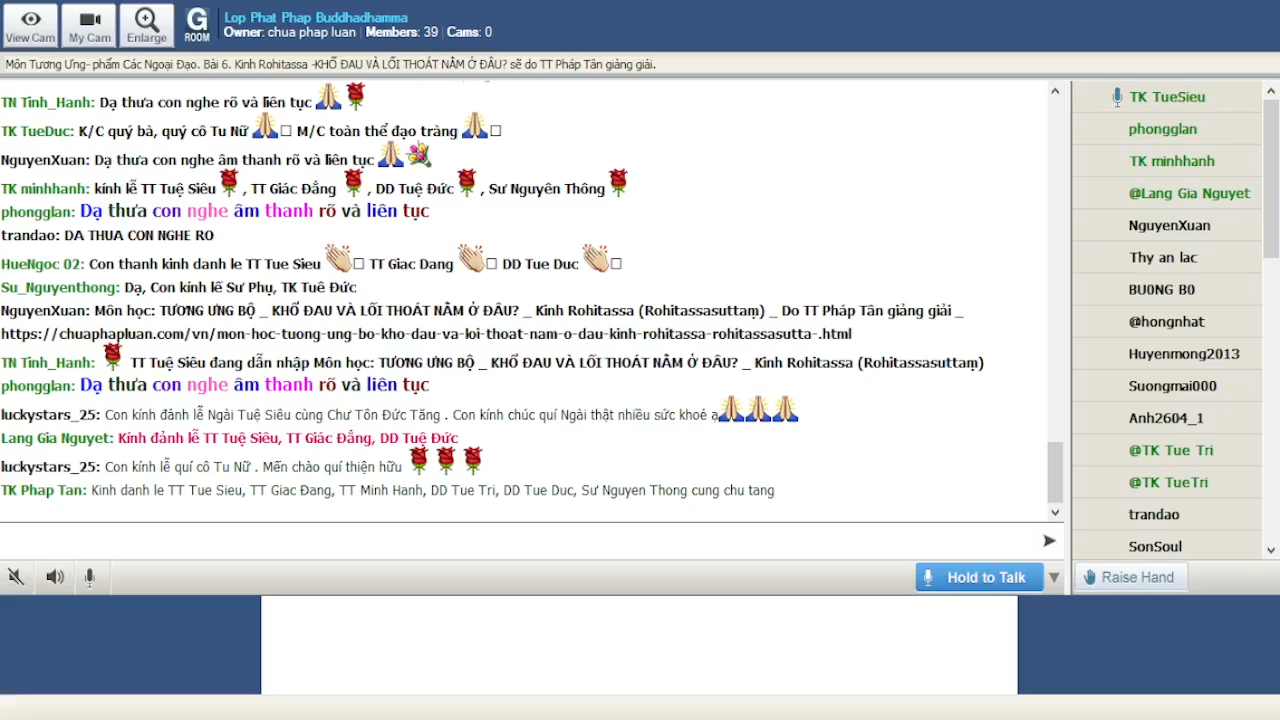 View Cam
My Cam
Enlarge
G ROOM
Lop Phat Phap Buddhadhamma
Owner: chua phap luan | Members: 39 | Cams: 0
Môn Tương Ưng- phẩm Các Ngoại Đạo. Bài 6. Kinh Rohitassa -KHỔ ĐAU VÀ LỐI THOÁT NẰM Ở ĐÂU? sẽ do TT Pháp Tân giảng giải.
TN Tinh_Hanh: Dạ thưa con nghe rõ và liên tục
TK TueDuc: K/C quý bà, quý cô Tu Nữ M/C toàn thể đạo tràng
NguyenXuan: Dạ thưa con nghe âm thanh rõ và liên tục
TK minhhanh: kính lễ TT Tuệ Siêu , TT Giác Đẳng , DD Tuệ Đức , Sư Nguyên Thông
phongglan: Dạ thưa con nghe âm thanh rõ và liên tục
trandao: DA THUA CON NGHE RO
HueNgoc 02: Con thanh kinh danh le TT Tue Sieu TT Giac Dang DD Tue Duc
Su_Nguyenthong: Dạ, Con kính lễ Sư Phụ, TK Tuê Đức
NguyenXuan: Môn học: TƯƠNG ƯNG BỘ _ KHỔ ĐAU VÀ LỐI THOÁT NẰM Ở ĐÂU? _ Kinh Rohitassa (Rohitassasuttaṃ) _ Do TT Pháp Tân giảng giải _
https://chuaphapluan.com/vn/mon-hoc-tuong-ung-bo-kho-dau-va-loi-thoat-nam-o-dau-kinh-rohitassa-rohitassasutta-.html
TN Tinh_Hanh: TT Tuệ Siêu đang dẫn nhập Môn học: TƯƠNG ƯNG BỘ _ KHỔ ĐAU VÀ LỐI THOÁT NẰM Ở ĐÂU? _ Kinh Rohitassa (Rohitassasuttaṃ)
phongglan: Dạ thưa con nghe âm thanh rõ và liên tục
luckystars_25: Con kính đảnh lễ Ngài Tuệ Siêu cùng Chư Tôn Đức Tăng . Con kính chúc quí Ngài thật nhiều sức khoẻ ạ
Lang Gia Nguyet: Kính đảnh lễ TT Tuệ Siêu, TT Giác Đẳng, DD Tuệ Đức
luckystars_25: Con kính lễ quí cô Tu Nữ . Mến chào quí thiện hữu
TK Phap Tan: Kinh danh le TT Tue Sieu, TT Giac Đang, TT Minh Hanh, DD Tue Tri, DD Tue Duc, Sư Nguyen Thong cung chu tang
Hold to Talk
TK TueSieu
phongglan
TK minhhanh
@Lang Gia Nguyet
NguyenXuan
Thy an lac
BU0NG B0
@hongnhat
Huyenmong2013
Suongmai000
Anh2604_1
@TK Tue Tri
@TK TueTri
trandao
SonSoul
Raise Hand